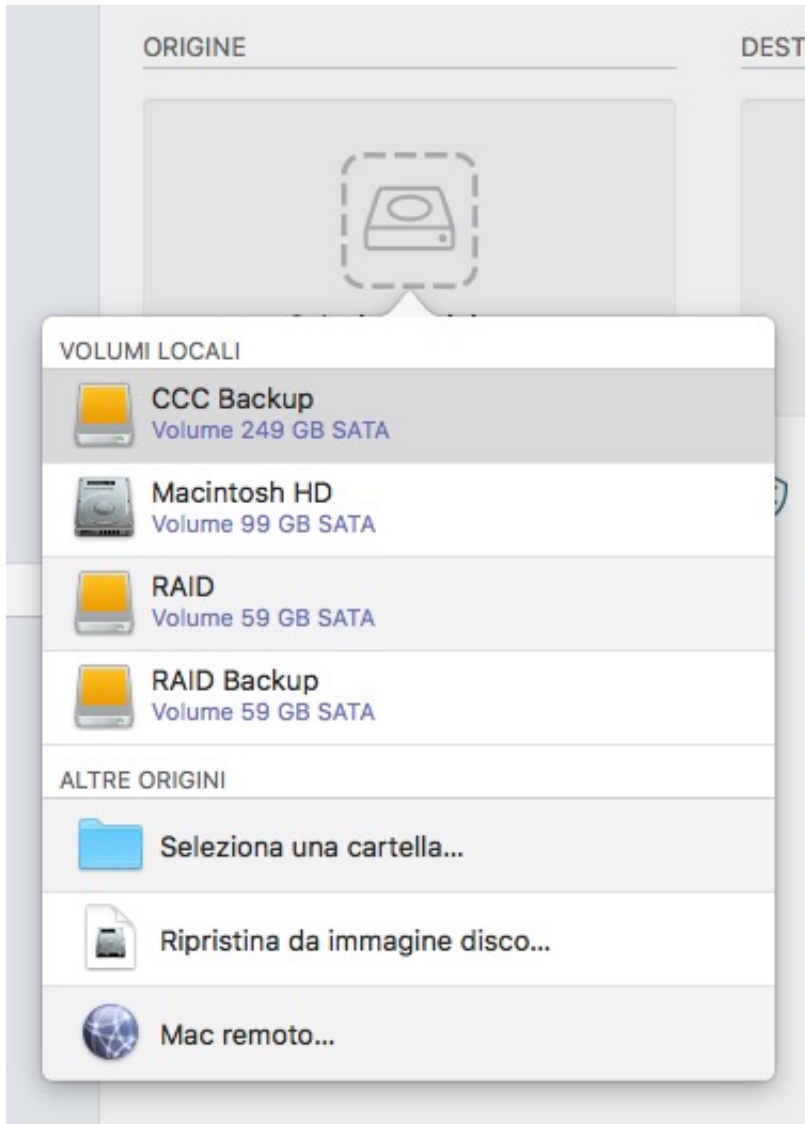 ORIGINE
DEST
VOLUMI LOCALI
CCC Backup
Volume 249 GB SATA
Macintosh HD
Volume 99 GB SATA
RAID
Volume 59 GB SATA
RAID Backup
Volume 59 GB SATA
ALTRE ORIGINI
Seleziona una cartella...
Ripristina da immagine disco...
Mac remoto...